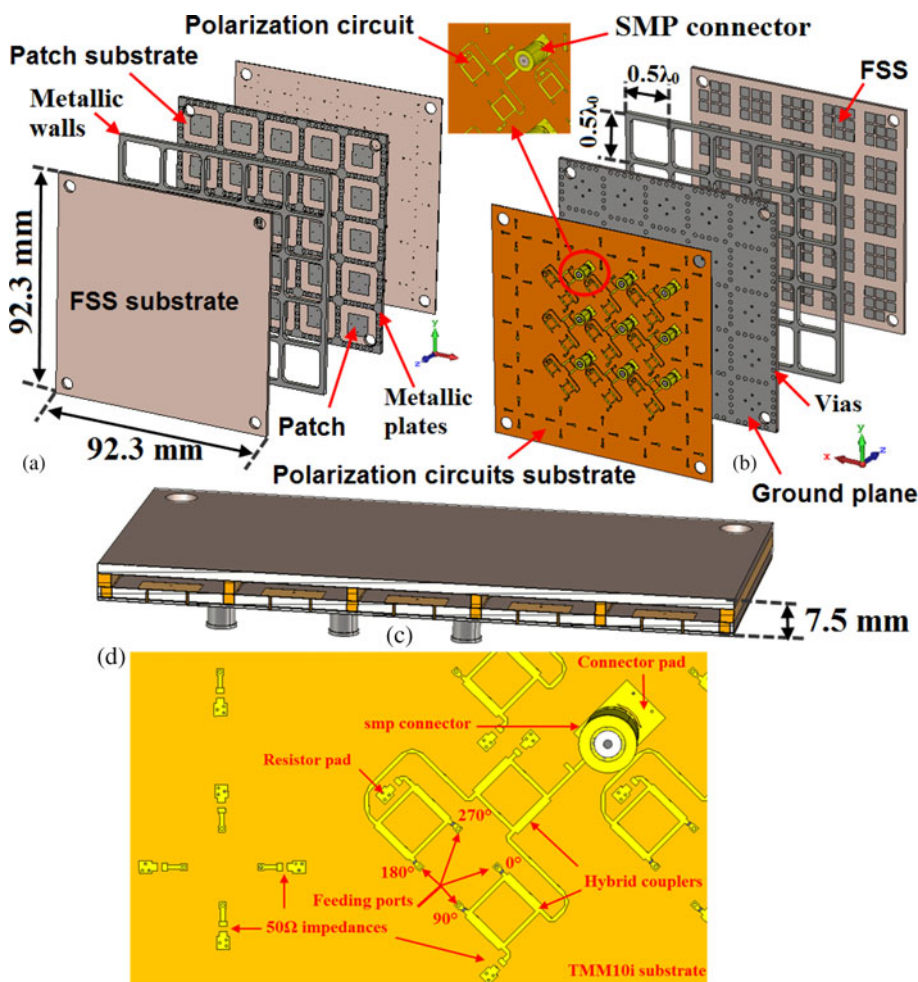 (a)
Polarization circuit
SMP connector
Patch substrate
Metallic
walls
92.3 mm
FSS substrate
92.3 mm
Patch
Metallic
plates
y
z
0.5λ0
0.5λ0
FSS
Vias
(b)
y
x
z
Polarization circuits substrate
Ground plane
7.5 mm
(c)
(d)
Connector pad
smp connector
Resistor pad
270°
180°
0°
Feeding ports
90°
Hybrid couplers
50Ω impedances
TMM10i substrate